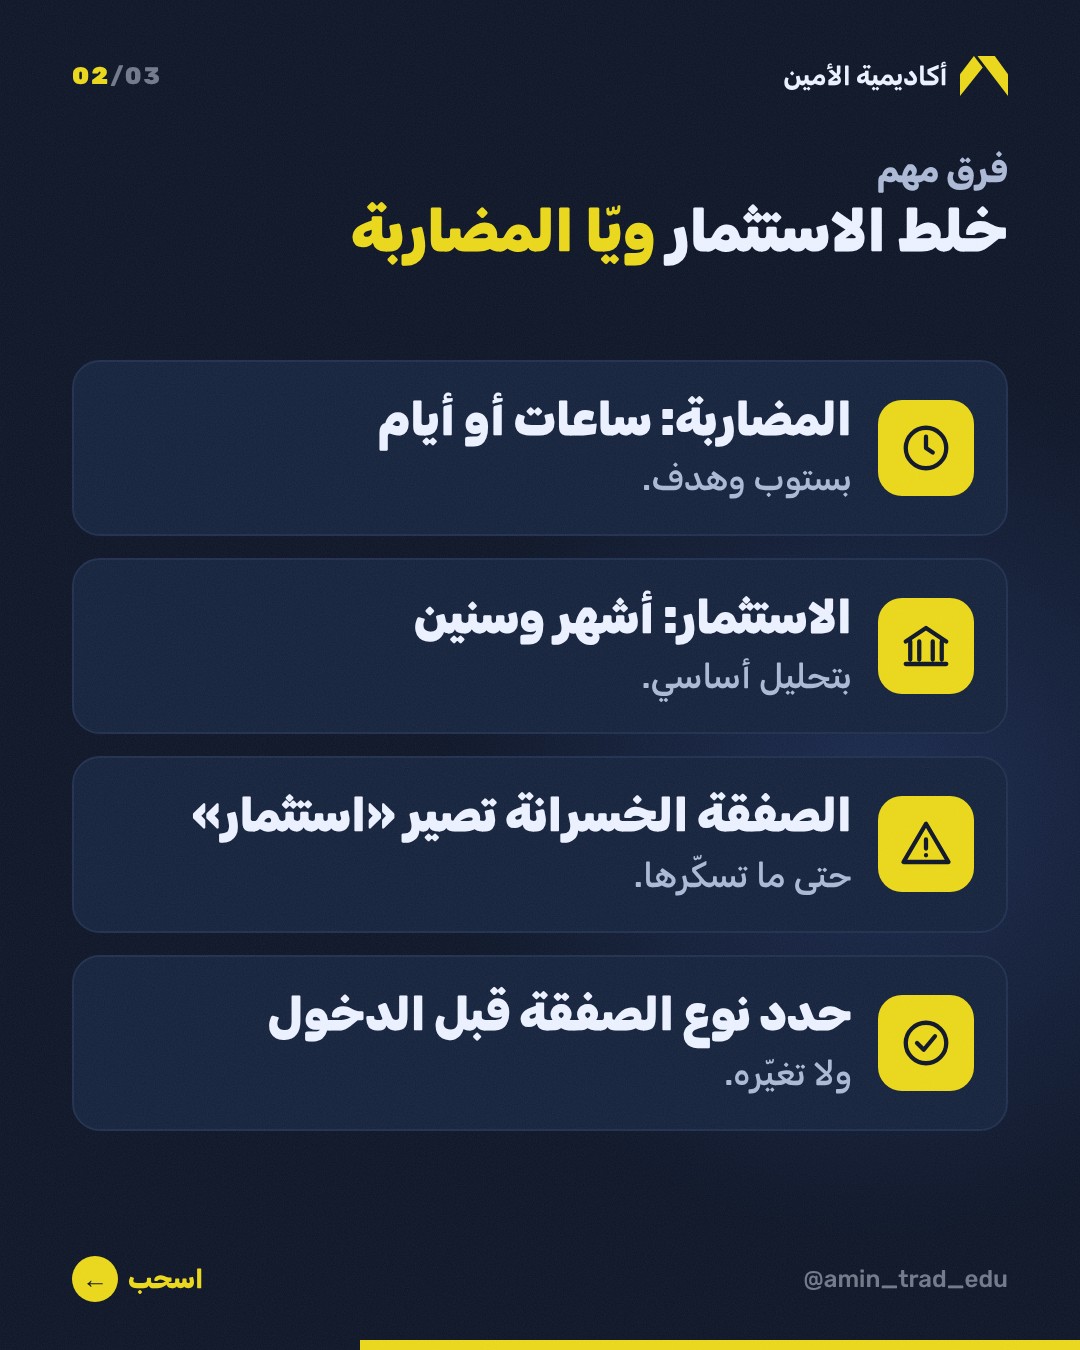 أكاديمية الأمين
02/03
فرق مهم
خلط الاستثمار ويّا المضاربة
المضاربة: ساعات أو أيام
بستوب وهدف.
الاستثمار: أشهر وسنين
بتحليل أساسي.
الصفقة الخسرانة تصير «استثمار»
حتى ما تسكّرها.
حدد نوع الصفقة قبل الدخول
ولا تغيّره.
@amin_trad_edu
اسحب ←